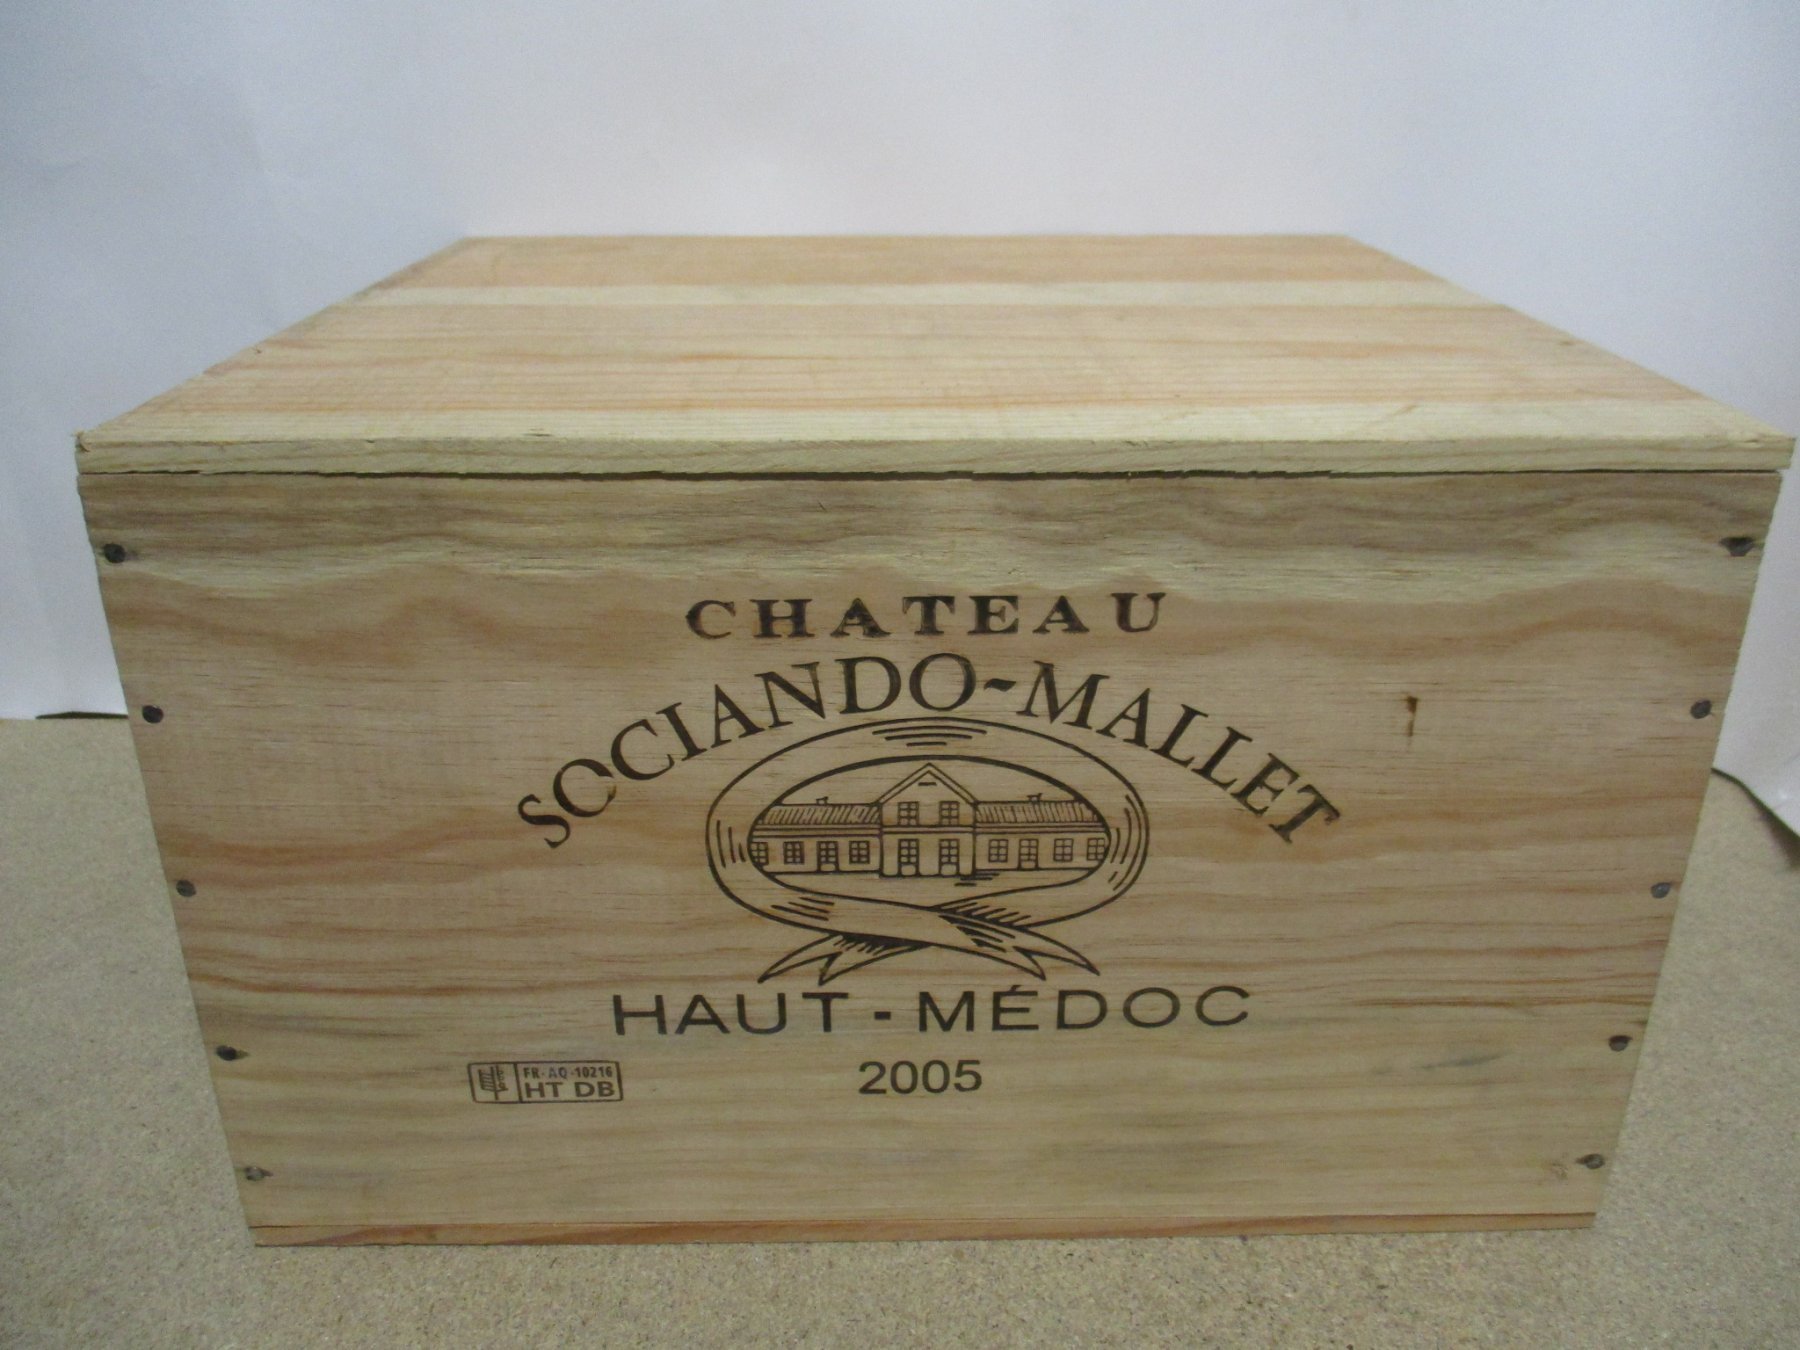 CHATEAU
SOCIANDO-MALLET
HAUT-MÉDOC
2005
FR-AQ-10216
HT DB